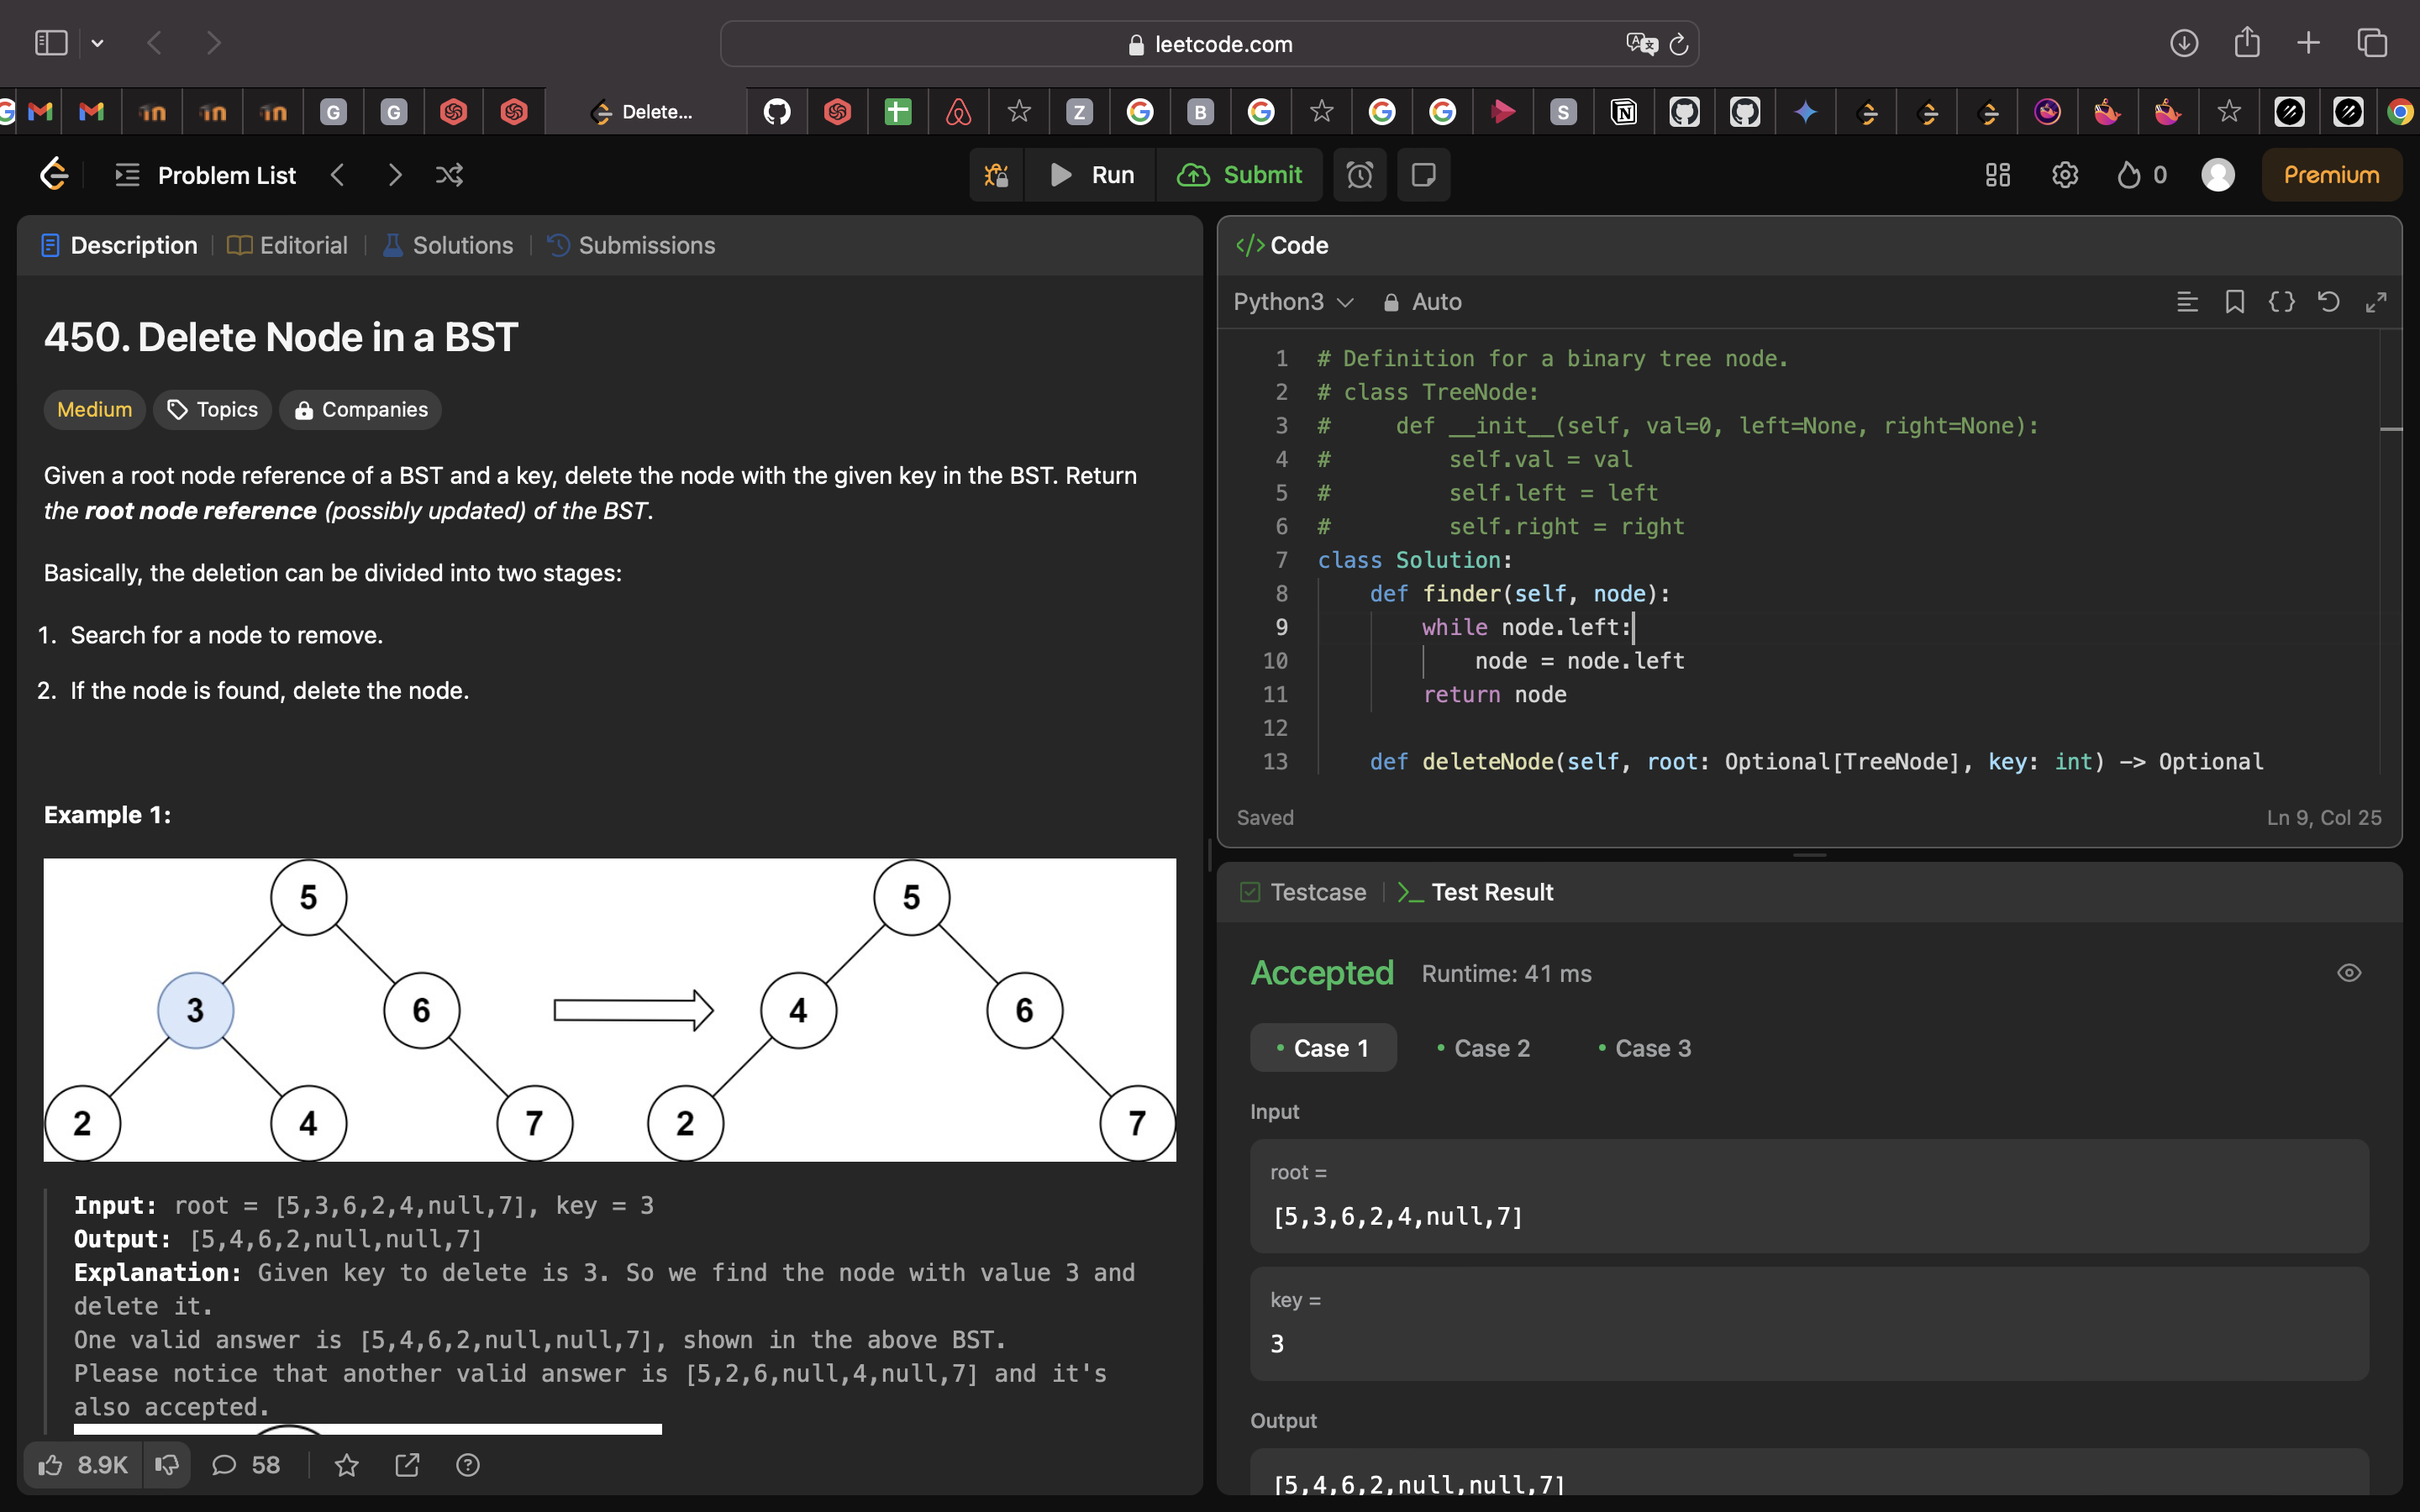 leetcode.com
Delete...
Problem List
Run
Submit
0
Premium
Description
Editorial
Solutions
Submissions
450. Delete Node in a BST
Medium
Topics
Companies
Given a root node reference of a BST and a key, delete the node with the given key in the BST. Return
the root node reference (possibly updated) of the BST.
Basically, the deletion can be divided into two stages:
1. Search for a node to remove.
2. If the node is found, delete the node.
Example 1:
5
5
3
6
4
6
2
4
7
2
7
Input: root = [5,3,6,2,4,null,7], key = 3
Output: [5,4,6,2,null,null,7]
Explanation: Given key to delete is 3. So we find the node with value 3 and
delete it.
One valid answer is [5,4,6,2,null,null,7], shown in the above BST.
Please notice that another valid answer is [5,2,6,null,4,null,7] and it's
also accepted.
8.9K
58
</> Code
Python3
Auto
1 # Definition for a binary tree node.
2 # class TreeNode:
3 #     def __init__(self, val=0, left=None, right=None):
4 #         self.val = val
5 #         self.left = left
6 #         self.right = right
7 class Solution:
8     def finder(self, node):
9         while node.left:
10             node = node.left
11         return node
12
13     def deleteNode(self, root: Optional[TreeNode], key: int) -> Optional
Saved
Ln 9, Col 25
Testcase
Test Result
Accepted
Runtime: 41 ms
Case 1
Case 2
Case 3
Input
root =
[5,3,6,2,4,null,7]
key =
3
Output
[5,4,6,2,null,null,7]